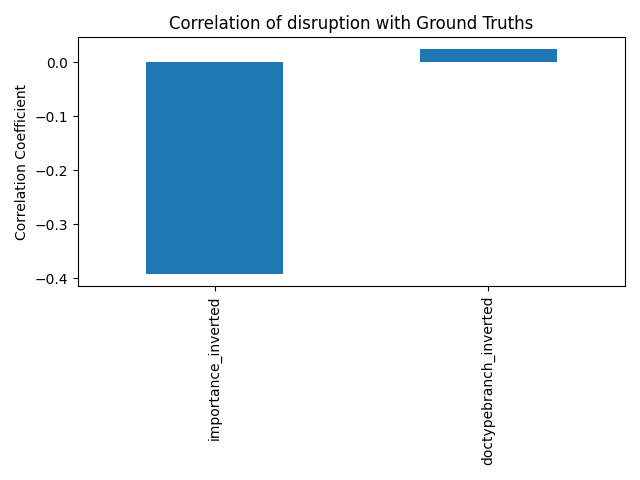 Correlation of disruption with Ground Truths
Correlation Coefficient
0.0
−0.1
−0.2
−0.3
−0.4
importance_inverted
doctypebranch_inverted